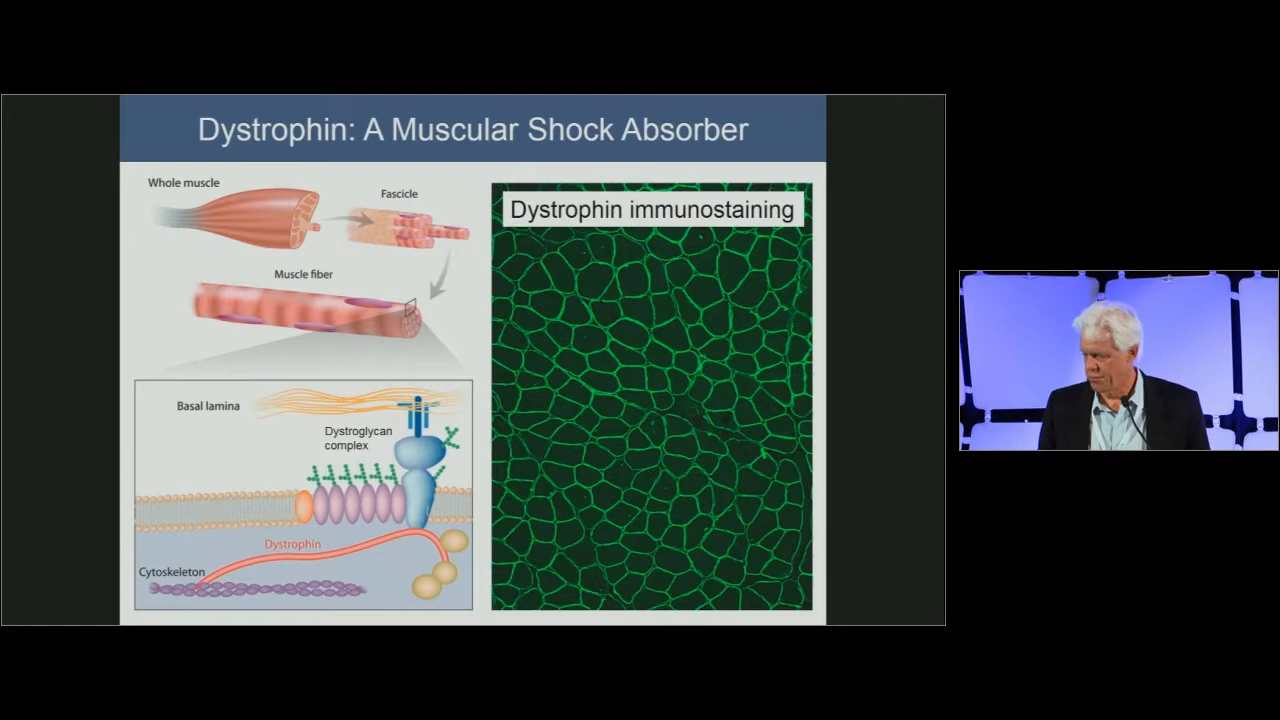 Dystrophin: A Muscular Shock Absorber
Whole muscle
Fascicle
Muscle fiber
Basal lamina
Dystroglycan
complex
Dystrophin
Cytoskeleton
Dystrophin immunostaining